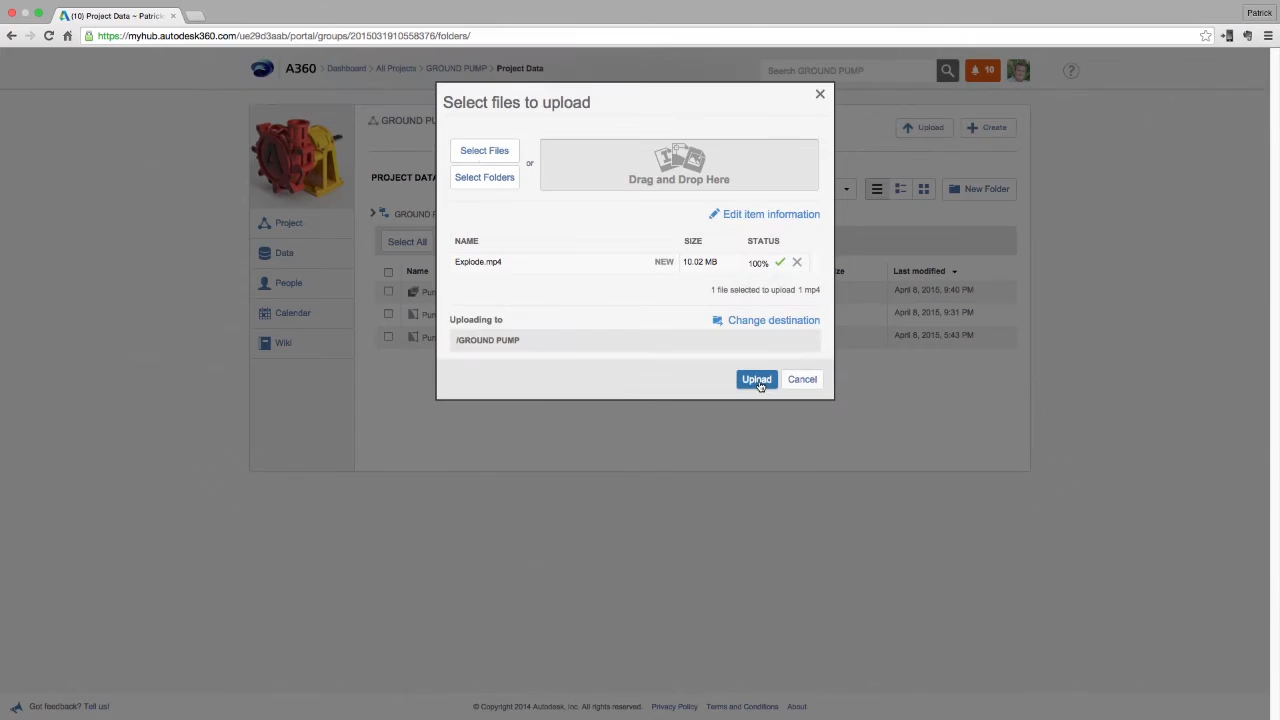 (10) Project Data ~ Patrick
Patrick
https://myhub.autodesk360.com/ue29d3aab/portal/groups/2015031910558376/folders/
A360 › Dashboard › All Projects › GROUND PUMP › Project Data
Search GROUND PUMP
10
?
GROUND PU
Upload
Create
PROJECT DATA
New Folder
GROUND P
Select All
Name
ze
Last modified
Pur
April 8, 2015, 9:40 PM
Pun
April 8, 2015, 9:31 PM
Pun
April 8, 2015, 5:43 PM
Project
Data
People
Calendar
Wiki
Select files to upload
Select Files
or
Select Folders
Drag and Drop Here
Edit item information
NAME SIZE STATUS
Explode.mp4 NEW 10.02 MB 100%
1 file selected to upload 1 mp4
Uploading to
Change destination
/GROUND PUMP
Upload
Cancel
Got feedback? Tell us!
© Copyright 2014 Autodesk, Inc. All rights reserved. Privacy Policy Terms and Conditions About